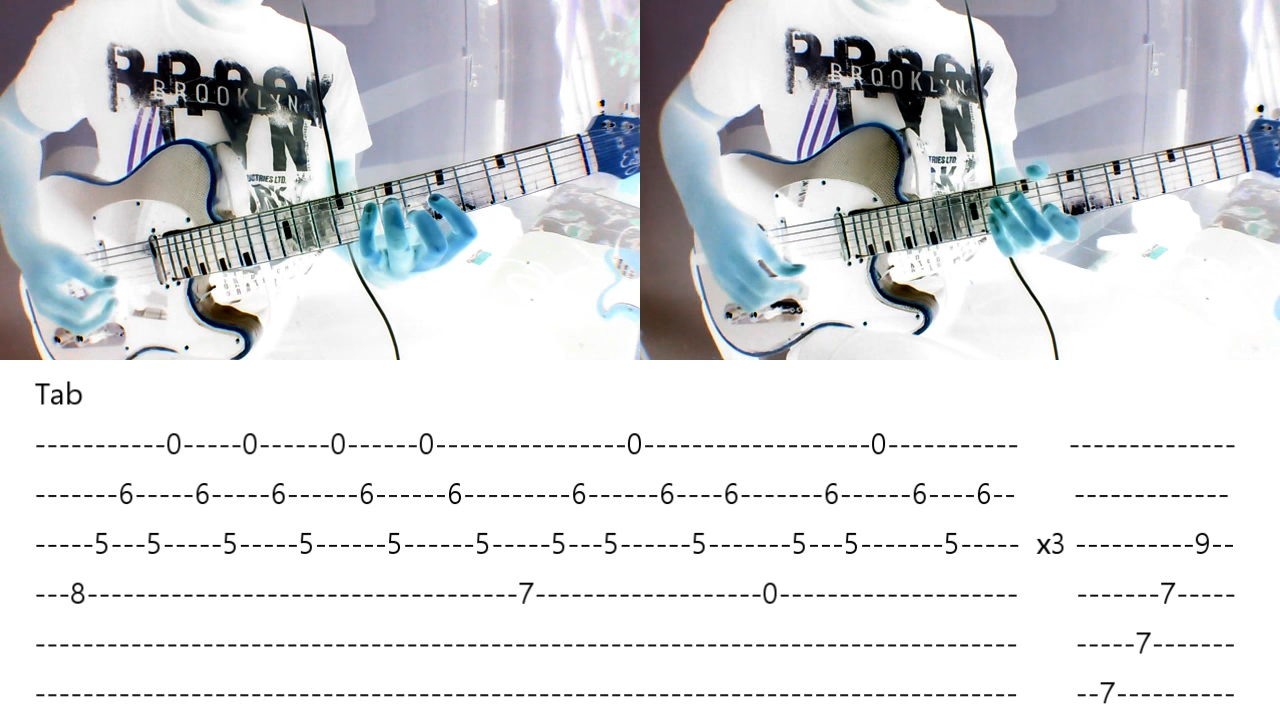 BROOKLYN
BROOKLYN
Tab
-----------0-----0------0------0----------------0-------------------0----------- --------------
-------6-----6-----6------6------6---------6------6----6-------6------6----6-- -------------
-----5---5-----5-----5------5------5-----5---5------5-------5---5-------5----- x3 ----------9--
---8------------------------------------7-------------------0-------------------- -------7-----
----------------------------------------------------------------------------------- -----7-------
----------------------------------------------------------------------------------- --7----------